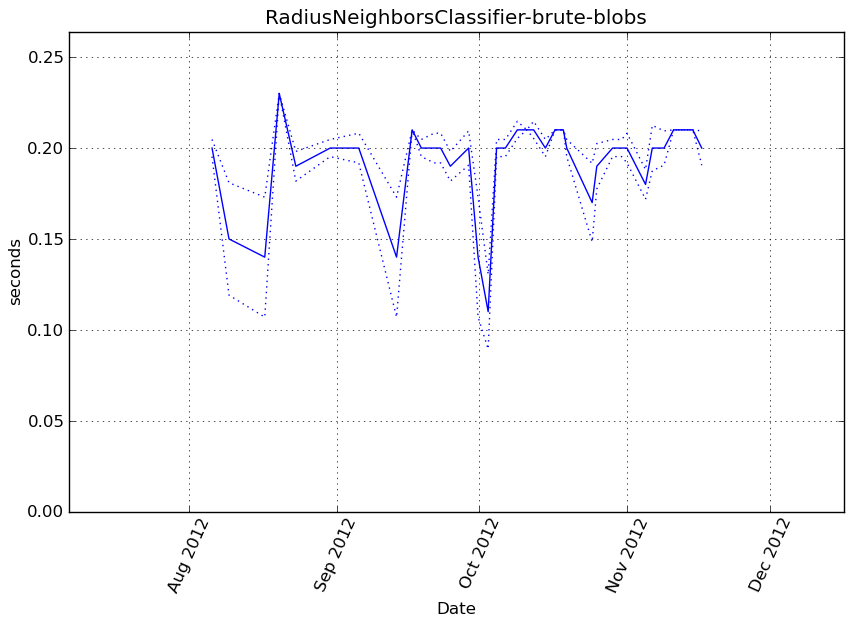 RadiusNeighborsClassifier-brute-blobs
0.25
0.20
0.15
0.10
0.05
0.00
seconds
Aug 2012
Sep 2012
Oct 2012
Nov 2012
Dec 2012
Date